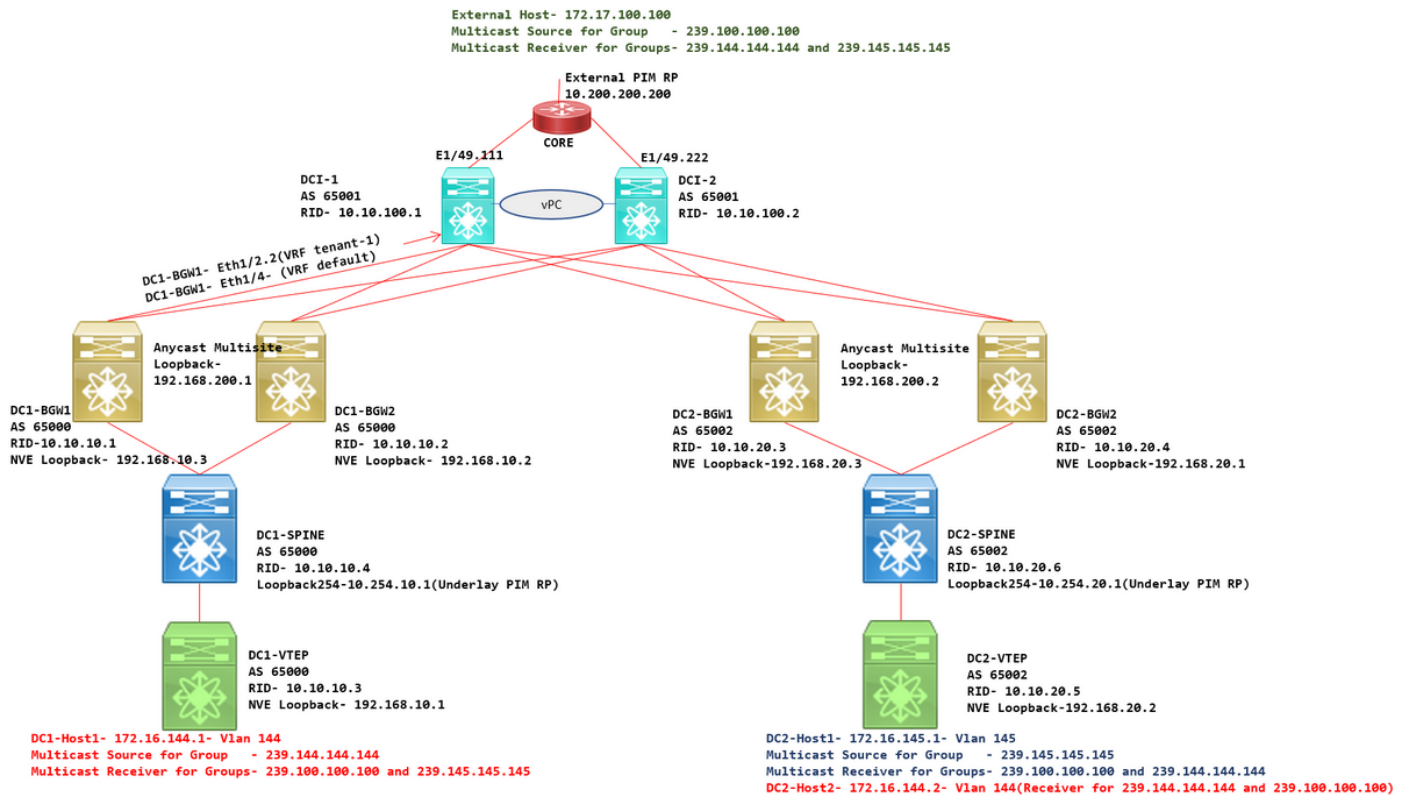 External Host- 172.17.100.100
Multicast Source for Group   - 239.100.100.100
Multicast Receiver for Groups- 239.144.144.144 and 239.145.145.145
External PIM RP
10.200.200.200
CORE
E1/49.111
E1/49.222
DCI-1
AS 65001
RID- 10.10.100.1
vPC
DCI-2
AS 65001
RID- 10.10.100.2
DC1-BGW1- Eth1/2.2(VRF tenant-1)
DC1-BGW1- Eth1/4- (VRF default)
Anycast Multisite
Loopback-
192.168.200.1
Anycast Multisite
Loopback-
192.168.200.2
DC1-BGW1
AS 65000
RID-10.10.10.1
NVE Loopback- 192.168.10.3
DC1-BGW2
AS 65000
RID- 10.10.10.2
NVE Loopback- 192.168.10.2
DC2-BGW1
AS 65002
RID- 10.10.20.3
NVE Loopback-192.168.20.3
DC2-BGW2
AS 65002
RID- 10.10.20.4
NVE Loopback-192.168.20.1
DC1-SPINE
AS 65000
RID- 10.10.10.4
Loopback254-10.254.10.1(Underlay PIM RP)
DC2-SPINE
AS 65002
RID- 10.10.20.6
Loopback254-10.254.20.1(Underlay PIM RP)
DC1-VTEP
AS 65000
RID- 10.10.10.3
NVE Loopback- 192.168.10.1
DC2-VTEP
AS 65002
RID- 10.10.20.5
NVE Loopback-192.168.20.2
DC1-Host1- 172.16.144.1- Vlan 144
Multicast Source for Group   - 239.144.144.144
Multicast Receiver for Groups- 239.100.100.100 and 239.145.145.145
DC2-Host1- 172.16.145.1- Vlan 145
Multicast Source for Group   - 239.145.145.145
Multicast Receiver for Groups- 239.100.100.100 and 239.144.144.144
DC2-Host2- 172.16.144.2- Vlan 144(Receiver for 239.144.144.144 and 239.100.100.100)